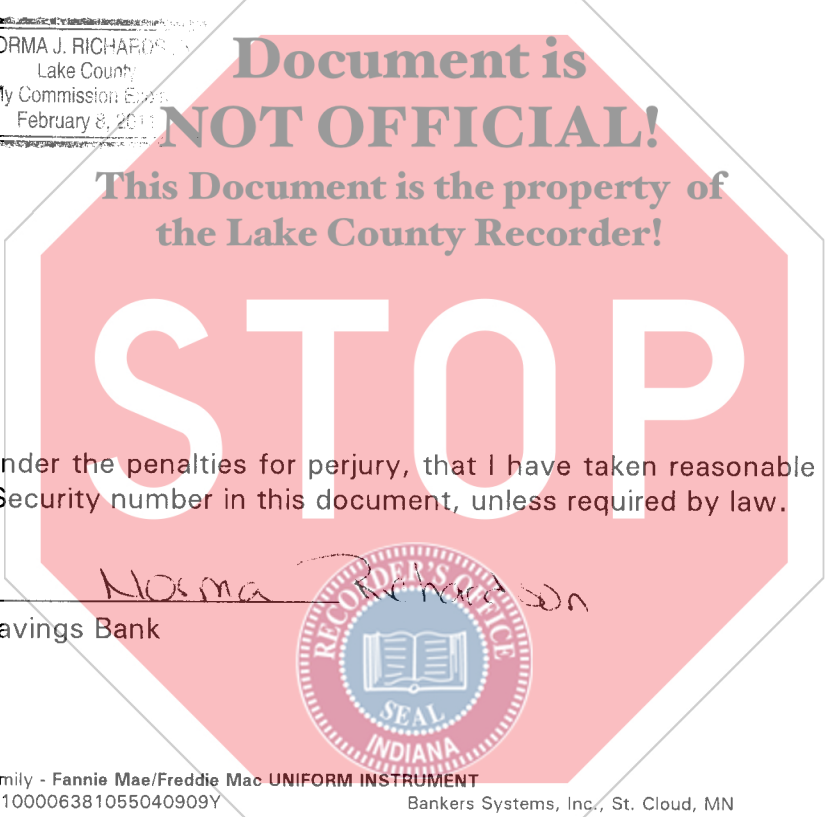 ORMA J. RICHARDS
Lake County
My Commission
February 8, 201
Document is
NOT OFFICIAL!
This Document is the property of
the Lake County Recorder!
STOP
nder the penalties for perjury, that I have taken reasonable
Security number in this document, unless required by law.
Norma Richardson
avings Bank
RECORDER'S OFFICE
SEAL
INDIANA
mily - Fannie Mae/Freddie Mac UNIFORM INSTRUMENT
100006381055040909Y
Bankers Systems, Inc., St. Cloud, MN